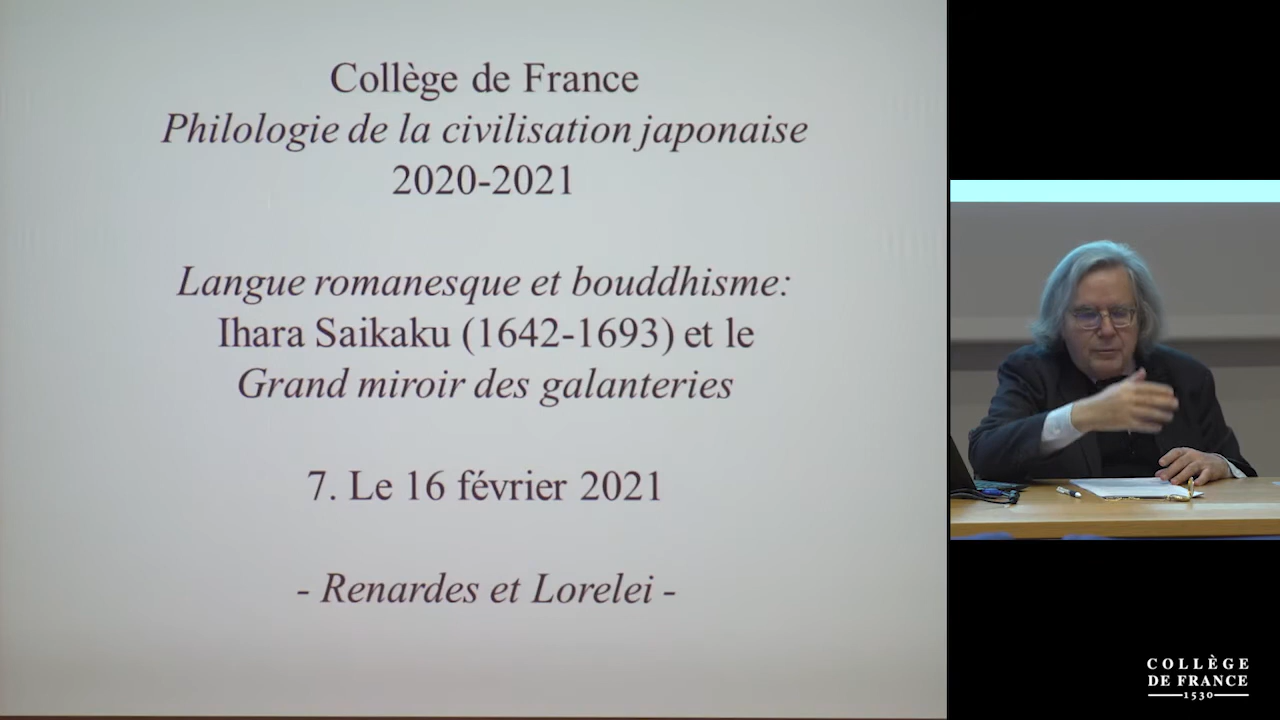 Collège de France
Philologie de la civilisation japonaise
2020-2021
Langue romanesque et bouddhisme:
Ihara Saikaku (1642-1693) et le
Grand miroir des galanteries
7. Le 16 février 2021
- Renardes et Lorelei -
COLLÈGE
DE FRANCE
1530